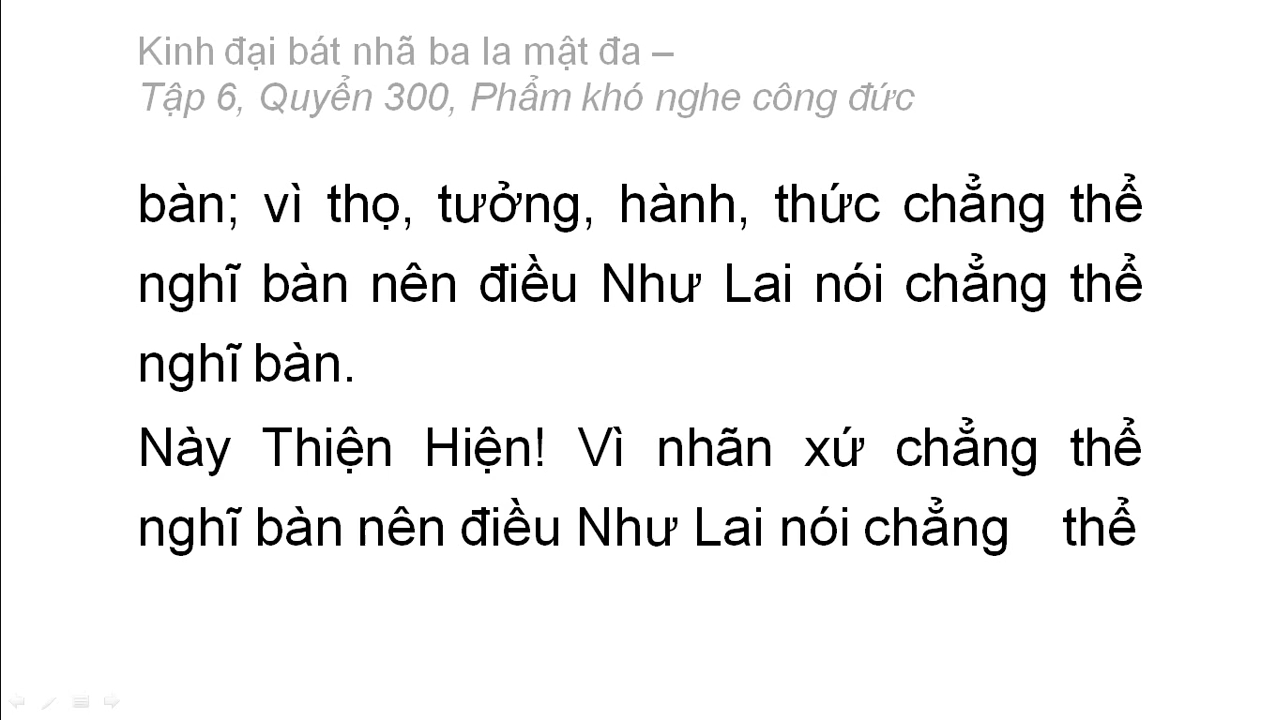 Kinh đại bát nhã ba la mật đa –
Tập 6, Quyển 300, Phẩm khó nghe công đức
bàn; vì thọ, tưởng, hành, thức chẳng thể
nghĩ bàn nên điều Như Lai nói chẳng thể
nghĩ bàn.
Này Thiện Hiện! Vì nhãn xứ chẳng thể
nghĩ bàn nên điều Như Lai nói chẳng thể